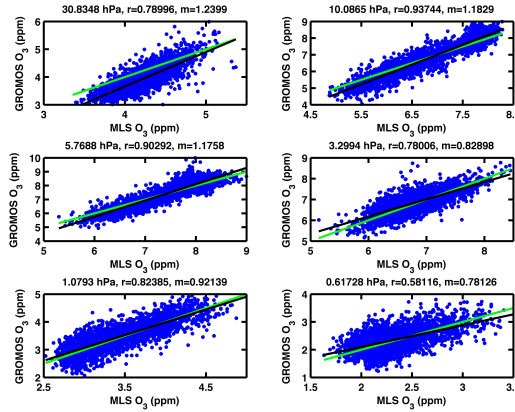 30.8348 hPa, r=0.78996, m=1.2399
GROMOS O3 (ppm)
6
5
4
3
3 4 5
MLS O3 (ppm)
10.0865 hPa, r=0.93744, m=1.1829
GROMOS O3 (ppm)
9
8
7
6
5
4
4.5 5.5 6.5 7.5 8.
MLS O3 (ppm)
5.7688 hPa, r=0.90292, m=1.1758
GROMOS O3 (ppm)
10
9
8
7
6
5
4
5 6 7 8 9
MLS O3 (ppm)
3.2994 hPa, r=0.78006, m=0.82898
GROMOS O3 (ppm)
9
8
7
6
5
5 6 7 8
MLS O3 (ppm)
1.0793 hPa, r=0.82385, m=0.92139
GROMOS O3 (ppm)
5
4
3
2
2.5 3.5 4.5
MLS O3 (ppm)
0.61728 hPa, r=0.58116, m=0.78126
GROMOS O3 (ppm)
4
3
2
1
1.5 2 2.5 3 3.
MLS O3 (ppm)